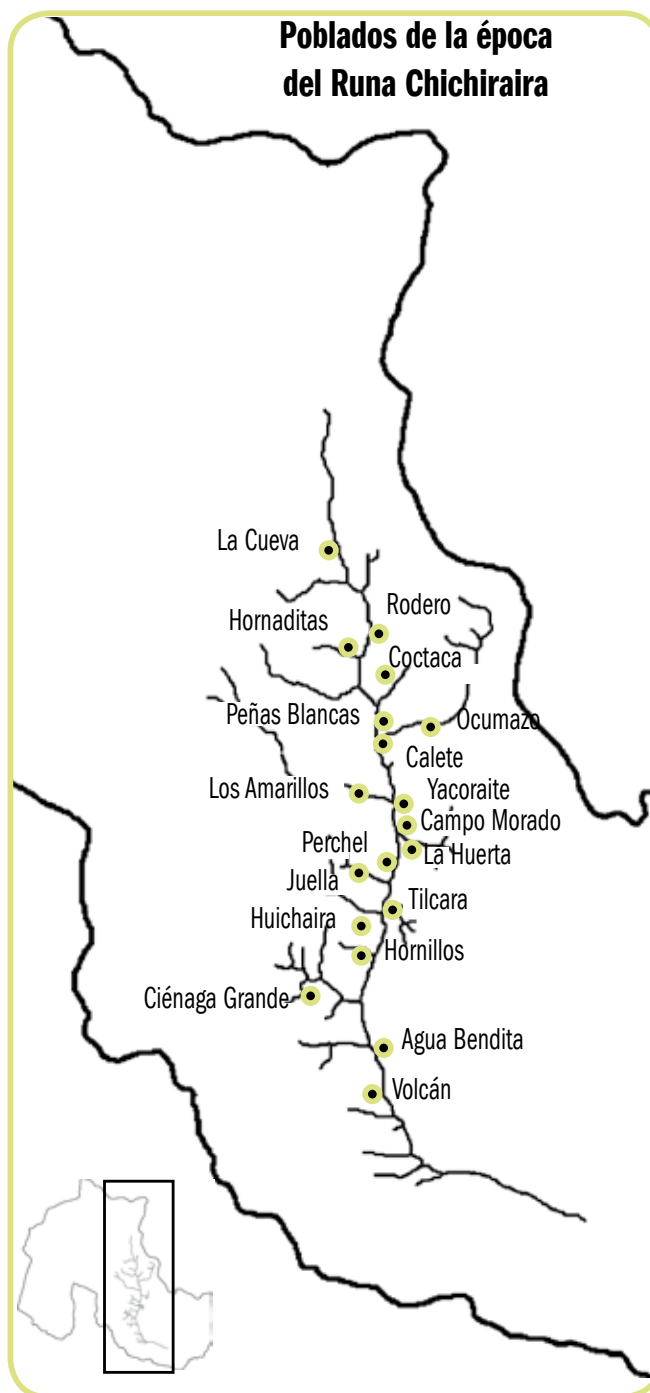 Poblados de la época
del Runa Chichiraira
La Cueva
Rodero
Hornaditas
Coctaca
Peñas Blancas
Ocumazo
Calete
Los Amarillos
Yacoraite
Campo Morado
Perchel
La Huerta
Juella
Tilcara
Huichaira
Hornillos
Ciénaga Grande
Agua Bendita
Volcán